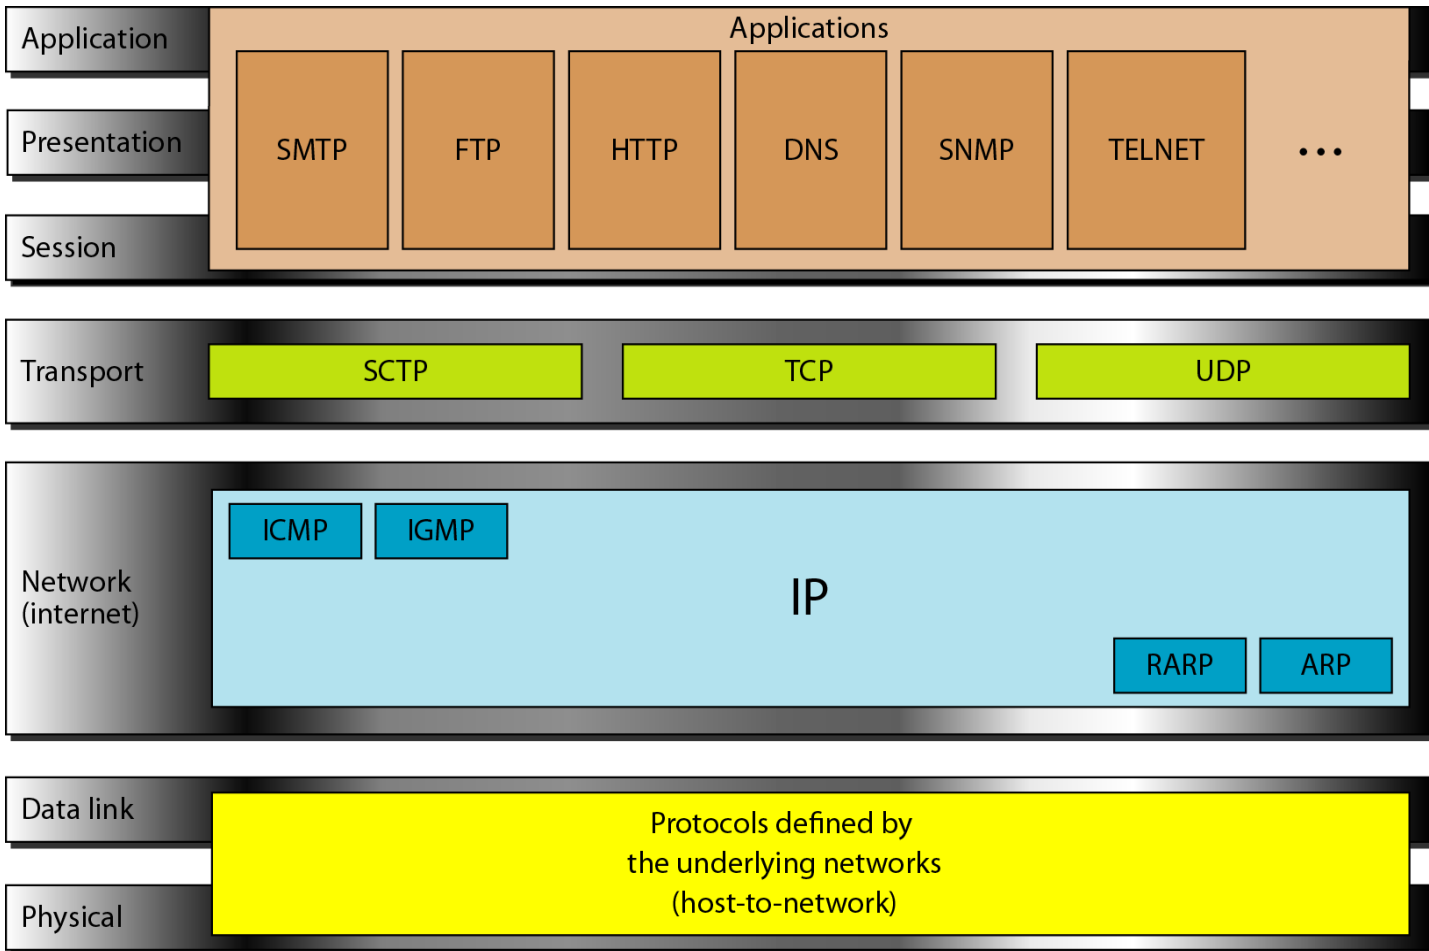 Application
Applications
SMTP
FTP
HTTP
DNS
SNMP
TELNET
...
Presentation
Session
Transport
SCTP
TCP
UDP
Network
(internet)
ICMP
IGMP
IP
RARP
ARP
Data link
Physical
Protocols defined by
the underlying networks
(host-to-network)